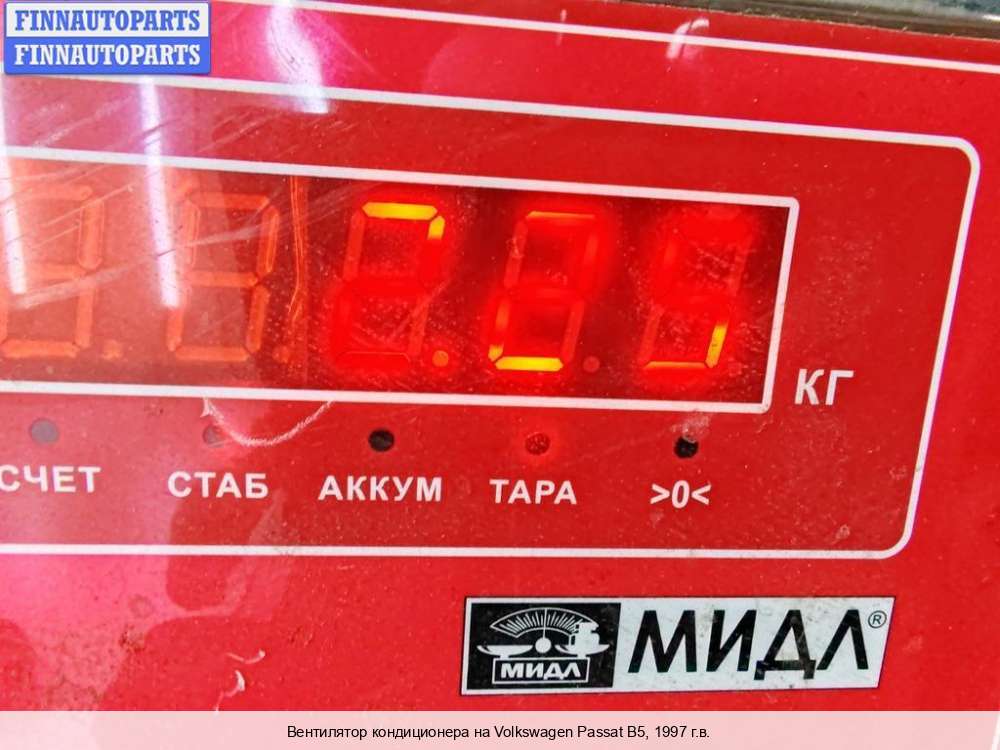 FINNAUTOPARTS
FINNAUTOPARTS
КГ
СЧЕТ СТАБ АККУМ ТАРА >0<
МИДЛ МИДЛ®
Вентилятор кондиционера на Volkswagen Passat B5, 1997 г.в.